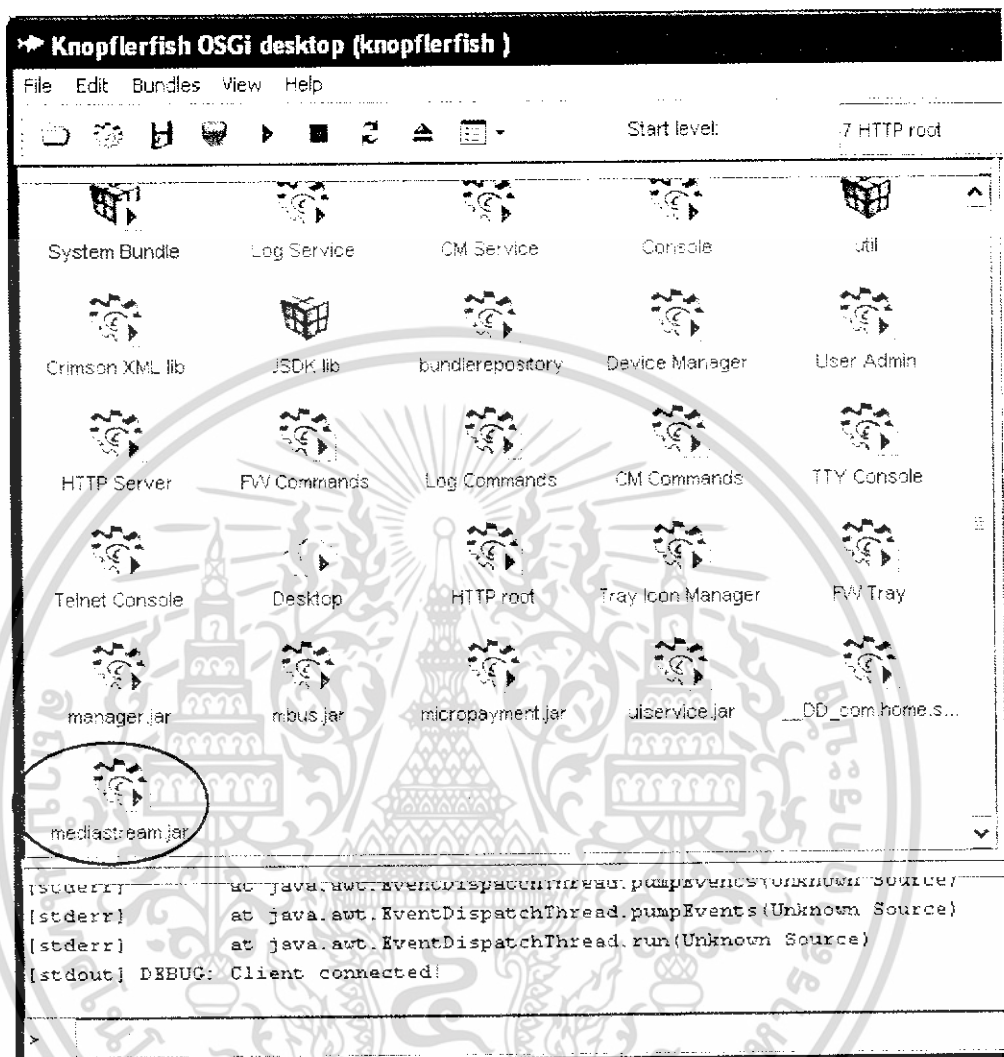 Knopflerfish OSGi desktop (knopflerfish )
File Edit Bundles View Help
Start level: 7 HTTP root
System Bundle Log Service CM Service Console util
Crimson XML lib JSDK lib bundlerepository Device Manager User Admin
HTTP Server FW Commands Log Commands CM Commands TTY Console
Telnet Console Desktop HTTP root Tray Icon Manager FW Tray
manager.jar mbus.jar micropayment.jar uiservice.jar __DD_com.home.s...
mediastream.jar
[stderr] at java.awt.EventDispatchThread.pumpEvents(Unknown Source)
[stderr] at java.awt.EventDispatchThread.pumpEvents(Unknown Source)
[stderr] at java.awt.EventDispatchThread.run(Unknown Source)
[stdout] DEBUG: Client connected!
>